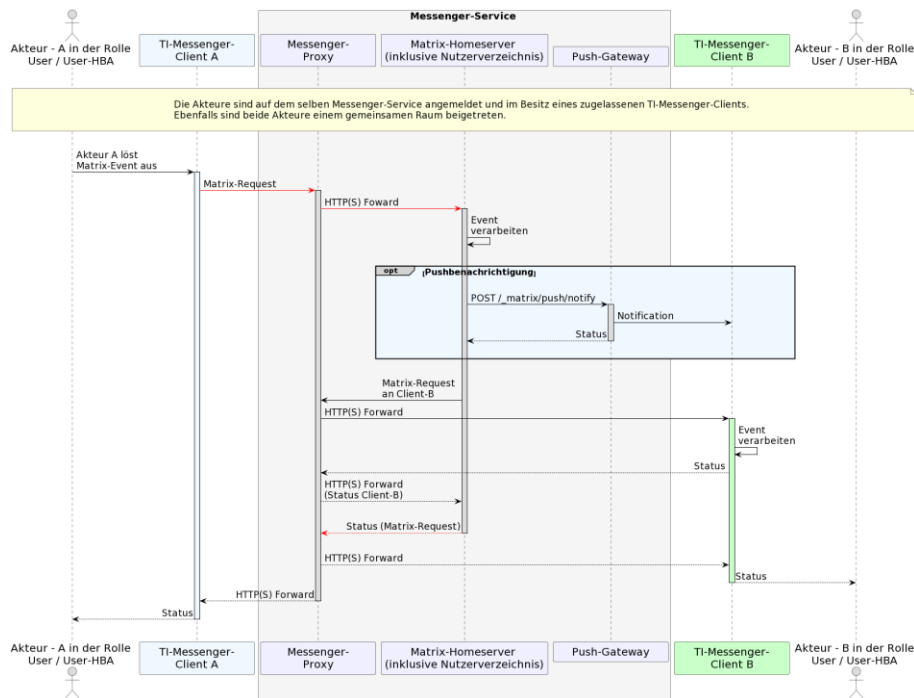 Messenger-Service
Akteur - A in der Rolle
User / User-HBA
TI-Messenger-
Client A
Messenger-
Proxy
Matrix-Homeserver
(inklusive Nutzerverzeichnis)
Push-Gateway
TI-Messenger-
Client B
Akteur - B in der Rolle
User / User-HBA
Die Akteure sind auf dem selben Messenger-Service angemeldet und im Besitz eines zugelassenen TI-Messenger-Clients.
Ebenfalls sind beide Akteure einem gemeinsamen Raum beigetreten.
Akteur A löst
Matrix-Event aus
Matrix-Request
HTTP(S) Foward
Event
verarbeiten
opt
[Pushbenachrichtigung]
POST /_matrix/push/notify
Notification
Status
Matrix-Request
an Client-B
HTTP(S) Forward
Event
verarbeiten
Status
HTTP(S) Forward
(Status Client-B)
Status (Matrix-Request)
HTTP(S) Forward
Status
HTTP(S) Forward
Status
Akteur - A in der Rolle
User / User-HBA
TI-Messenger-
Client A
Messenger-
Proxy
Matrix-Homeserver
(inklusive Nutzerverzeichnis)
Push-Gateway
TI-Messenger-
Client B
Akteur - B in der Rolle
User / User-HBA